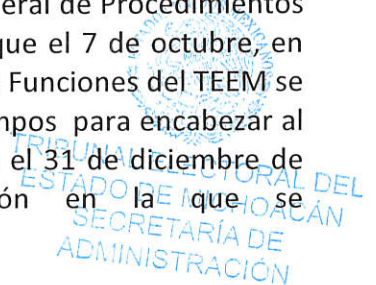 eral de Procedimientos
que el 7 de octubre, en
Funciones del TEEM se
mpos para encabezar al
el 31 de diciembre de
ón en la que se
TRIBUNAL ELECTORAL DEL
ESTADO DE MICHOACÁN
SECRETARÍA DE
ADMINISTRACIÓN